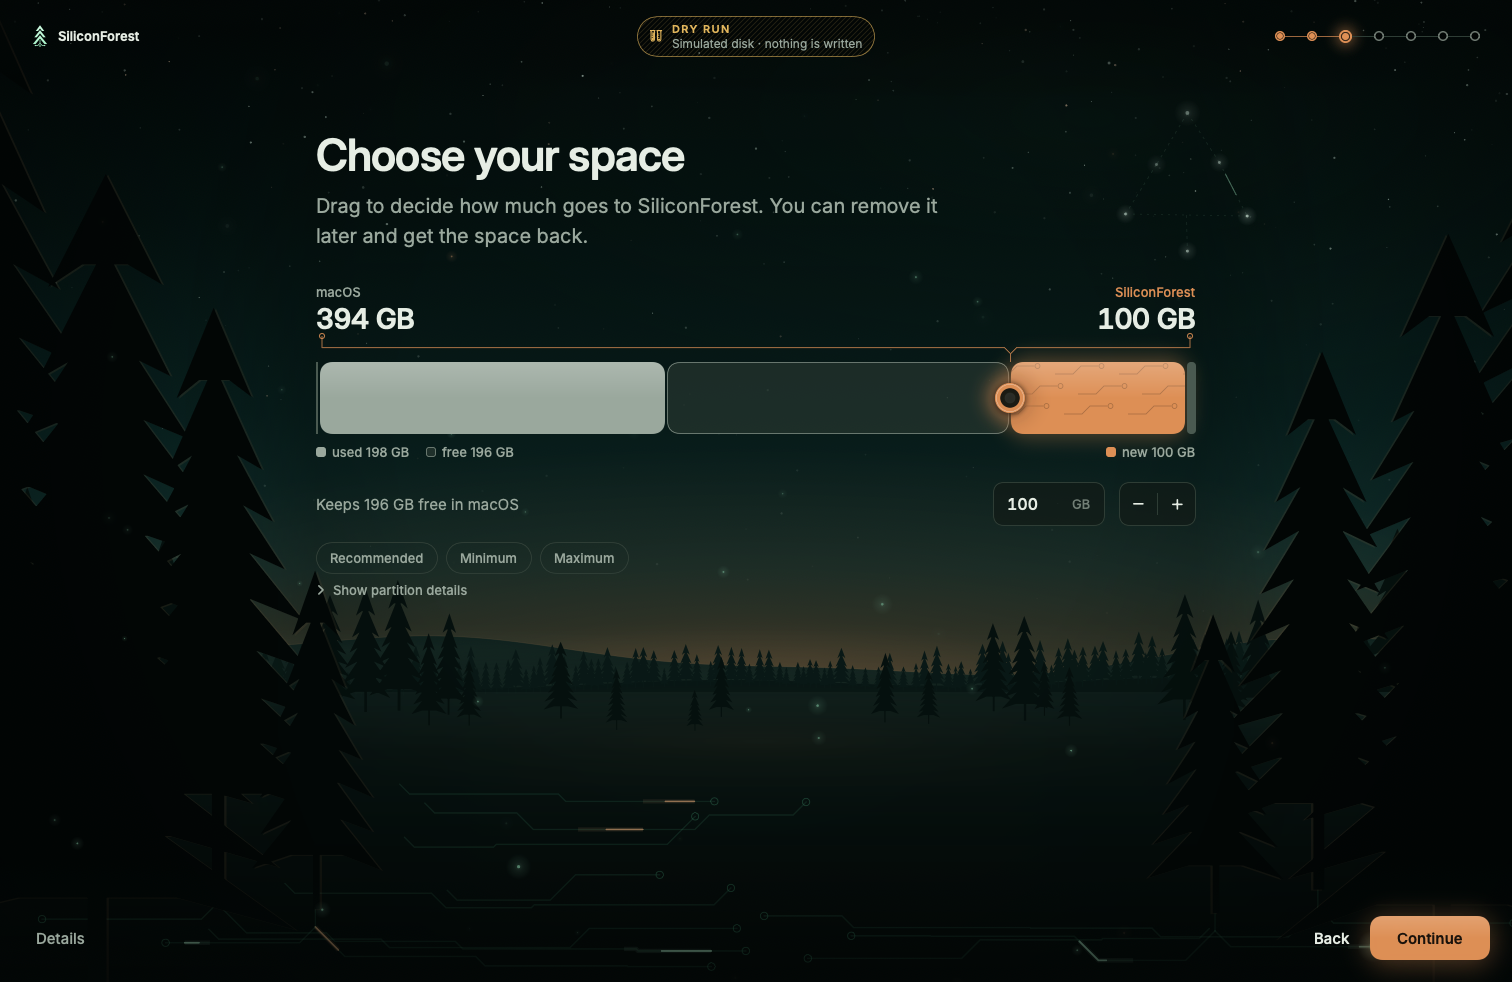 SiliconForest
DRY RUN
Simulated disk · nothing is written
Choose your space
Drag to decide how much goes to SiliconForest. You can remove it
later and get the space back.
macOS
394 GB
SiliconForest
100 GB
used 198 GB
free 196 GB
new 100 GB
Keeps 196 GB free in macOS
100 GB
− +
Recommended
Minimum
Maximum
Show partition details
Details
Back
Continue